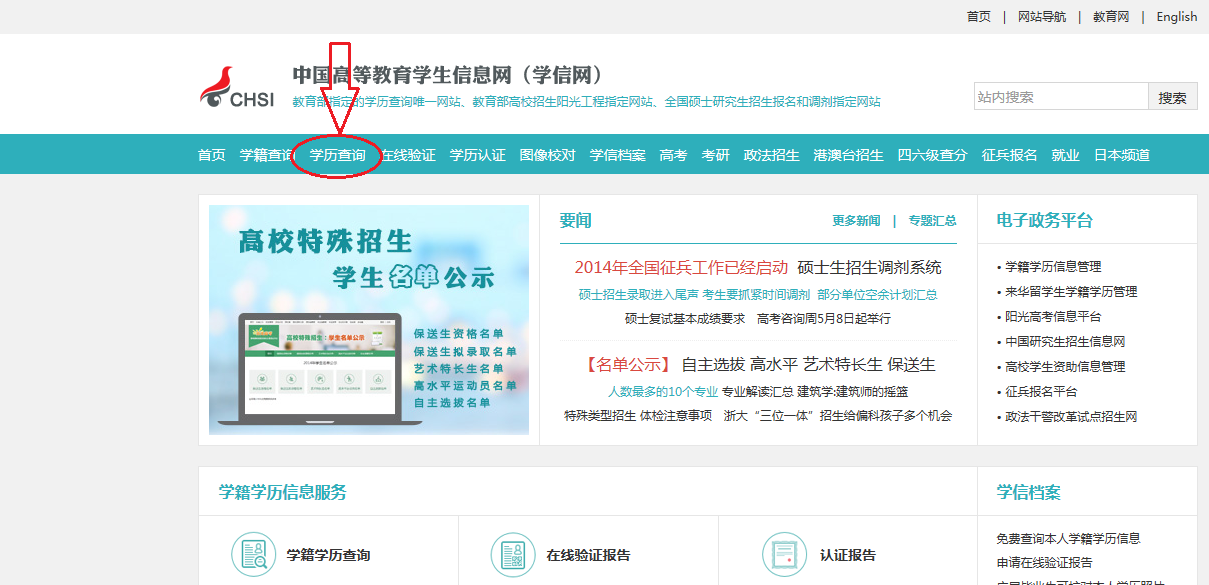 首页 | 网站导航 | 教育网 | English
CHSI
中国高等教育学生信息网（学信网）
教育部指定的学历查询唯一网站、教育部高校招生阳光工程指定网站、全国硕士研究生招生报名和调剂指定网站
站内搜索 搜索
首页 学籍查询 学历查询 在线验证 学历认证 图像校对 学信档案 高考 考研 政法招生 港澳台招生 四六级查分 征兵报名 就业 日本频道
高校特殊招生
学生名单公示
保送生资格名单
保送生拟录取名单
艺术特长生名单
高水平运动员名单
自主选拔名单
要闻 更多新闻 | 专题汇总
2014年全国征兵工作已经启动 硕士生招生调剂系统
硕士招生录取进入尾声 考生要抓紧时间调剂 部分单位空余计划汇总
硕士复试基本成绩要求 高考咨询周5月8日起举行
【名单公示】 自主选拔 高水平 艺术特长生 保送生
人数最多的10个专业 专业解读汇总 建筑学:建筑师的摇篮
特殊类型招生 体检注意事项 浙大“三位一体”招生给偏科孩子多个机会
电子政务平台
• 学籍学历信息管理
• 来华留学生学籍学历管理
• 阳光高考信息平台
• 中国研究生招生信息网
• 高校学生资助信息管理
• 征兵报名平台
• 政法干警改革试点招生网
学籍学历信息服务
学籍学历查询 在线验证报告 认证报告
学信档案
免费查询本人学籍学历信息
申请在线验证报告